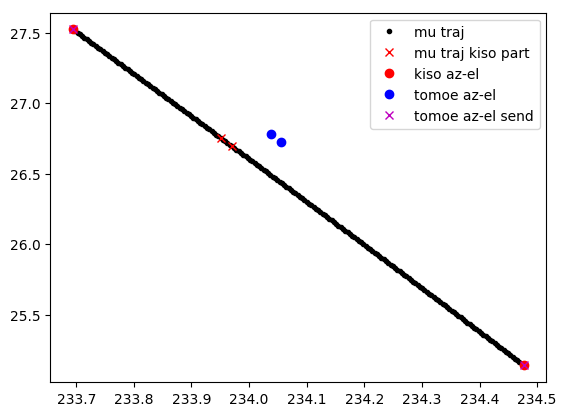 27.5
27.0
26.5
26.0
25.5
mu traj
mu traj kiso part
kiso az-el
tomoe az-el
tomoe az-el send
233.7 233.8 233.9 234.0 234.1 234.2 234.3 234.4 234.5